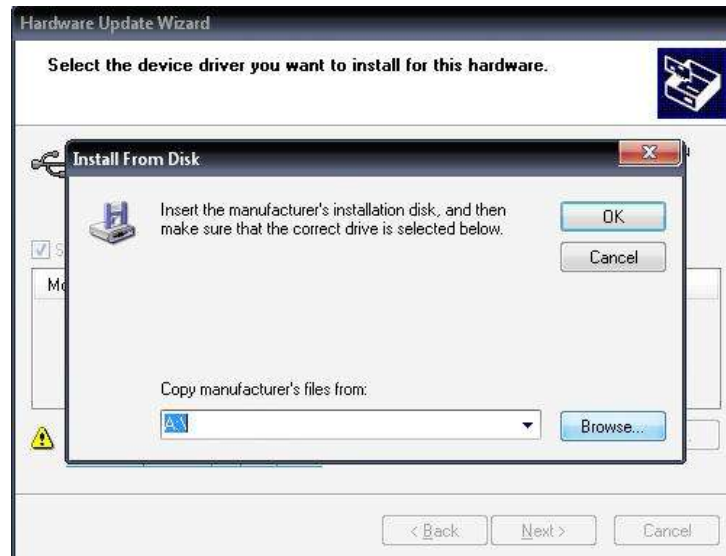 Hardware Update Wizard
Select the device driver you want to install for this hardware.
Install From Disk
Insert the manufacturer's installation disk, and then
make sure that the correct drive is selected below.
OK
Cancel
Copy manufacturer's files from:
A:\
Browse...
< Back
Next >
Cancel